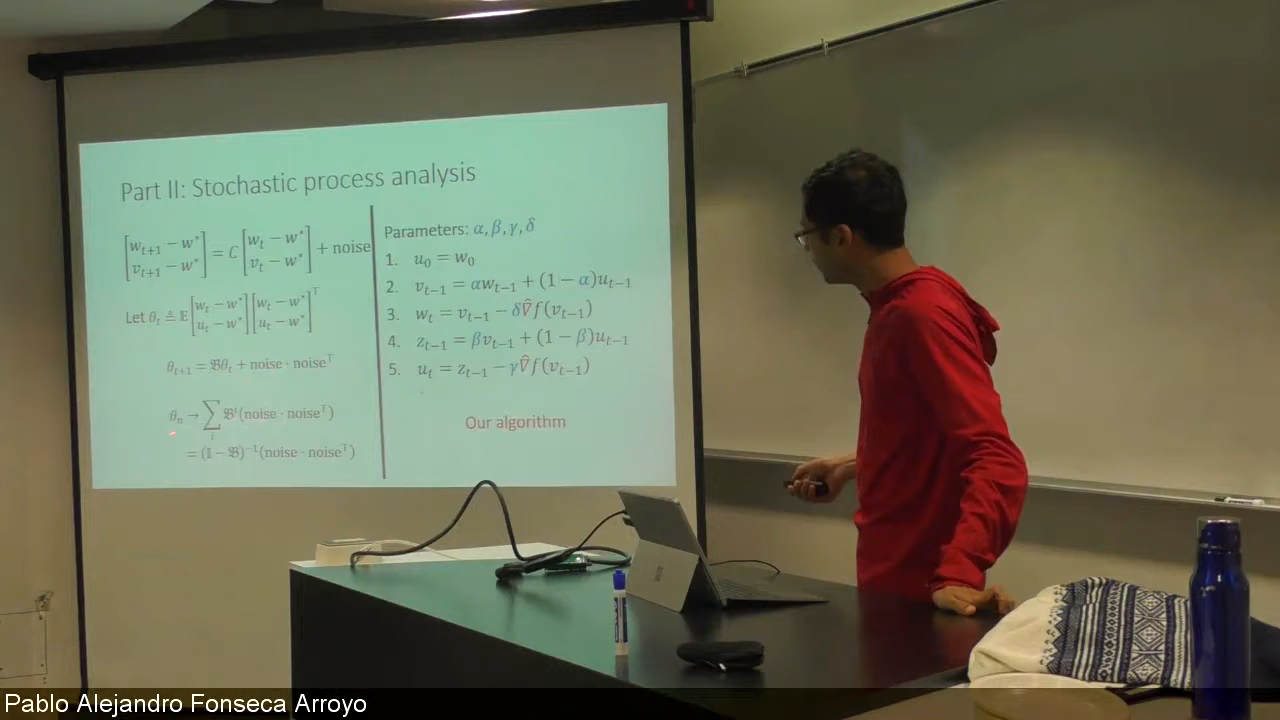 Part II: Stochastic process analysis
[w_{t+1} − w*; v_{t+1} − w*] = C [w_t − w*; v_t − w*] + noise
Let θ_t ≜ 𝔼 [w_t − w*; u_t − w*] [w_t − w*; u_t − w*]^⊤
θ_{t+1} = 𝔅θ_t + noise · noise^⊤
θ_n → ∑_i 𝔅^i (noise · noise^⊤)
= (𝕀 − 𝔅)^{−1}(noise · noise^⊤)
Parameters: α, β, γ, δ
1. u_0 = w_0
2. v_{t−1} = αw_{t−1} + (1 − α)u_{t−1}
3. w_t = v_{t−1} − δ∇̂f(v_{t−1})
4. z_{t−1} = βv_{t−1} + (1 − β)u_{t−1}
5. u_t = z_{t−1} − γ∇̂f(v_{t−1})
Our algorithm
Pablo Alejandro Fonseca Arroyo